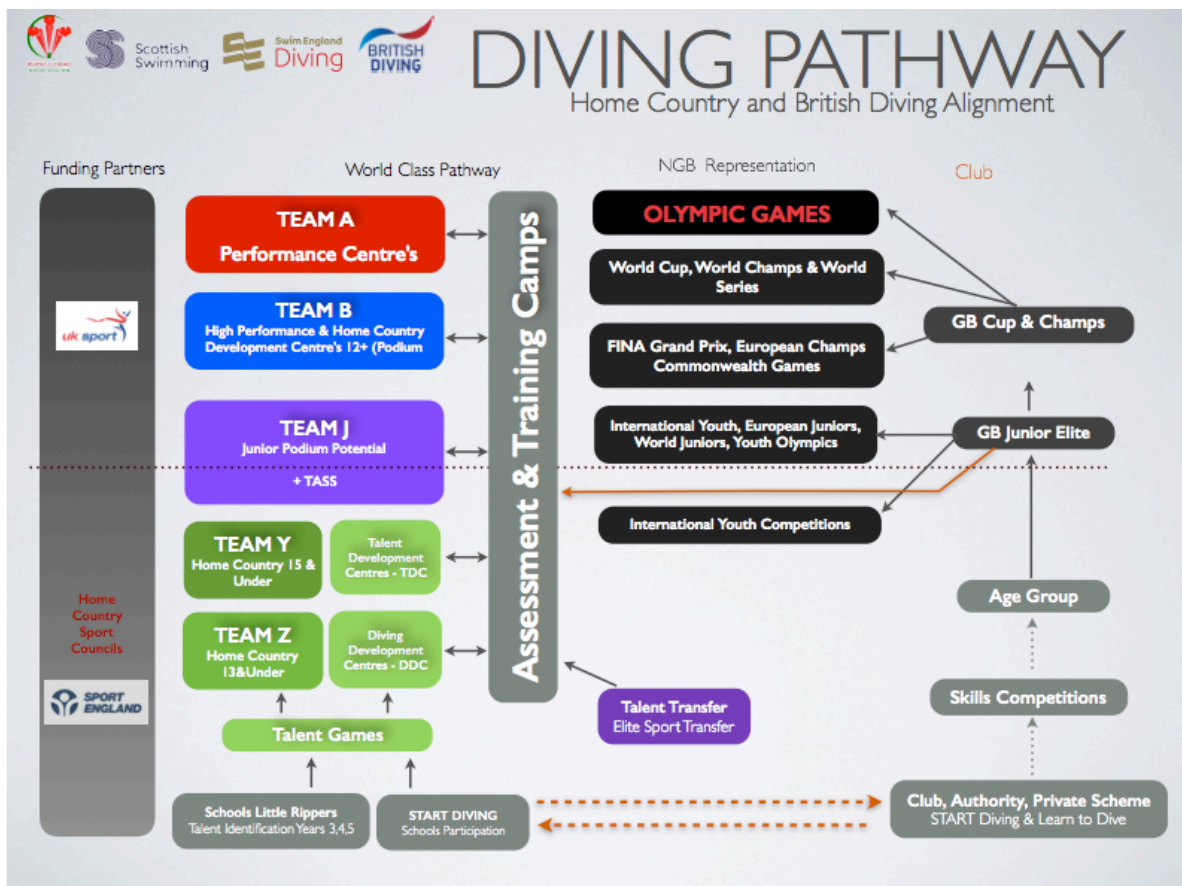 Scottish
Swimming
Swim England
Diving
BRITISH
DIVING
DIVING PATHWAY
Home Country and British Diving Alignment
Funding Partners
World Class Pathway
NGB Representation
Club
uk sport
Home
Country
Sport
Councils
SPORT
ENGLAND
TEAM A
Performance Centre's
TEAM B
High Performance & Home Country
Development Centre's 12+ (Podium
TEAM J
Junior Podium Potential
+ TASS
TEAM Y
Home Country 15 &
Under
Talent
Development
Centres - TDC
TEAM Z
Home Country
13&Under
Diving
Development
Centres - DDC
Talent Games
Schools Little Rippers
Talent Identification Years 3,4,5
START DIVING
Schools Participation
Assessment & Training Camps
OLYMPIC GAMES
World Cup, World Champs & World
Series
FINA Grand Prix, European Champs
Commonwealth Games
International Youth, European Juniors,
World Juniors, Youth Olympics
International Youth Competitions
Talent Transfer
Elite Sport Transfer
GB Cup & Champs
GB Junior Elite
Age Group
Skills Competitions
Club, Authority, Private Scheme
START Diving & Learn to Dive